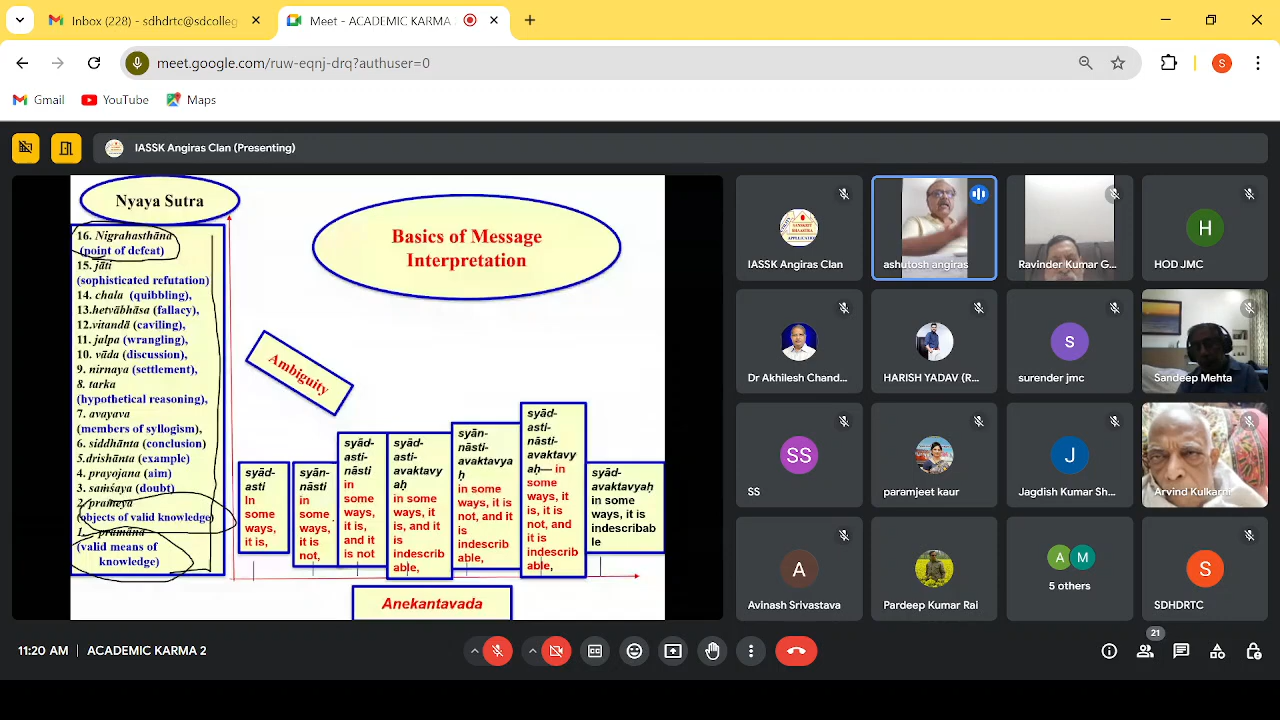 Inbox (228) - sdhdrtc@sdcolleg
Meet - ACADEMIC KARMA
meet.google.com/ruw-eqnj-drq?authuser=0
Gmail
YouTube
Maps
IASSK Angiras Clan (Presenting)
Nyaya Sutra
16. Nigrahasthāna
(point of defeat)
15. jāti
(sophisticated refutation)
14. chala (quibbling),
13.hetvābhāsa (fallacy),
12.vitandā (caviling),
11. jalpa (wrangling),
10. vāda (discussion),
9. nirnaya (settlement),
8. tarka
(hypothetical reasoning),
7. avayava
(members of syllogism),
6. siddhānta (conclusion)
5.drishānta (example)
4. prayojana (aim)
3. saṁśaya (doubt)
2 prameya
(objects of valid knowledge)
1. pramāna
(valid means of
knowledge)
Basics of Message
Interpretation
Ambiguity
syād-
asti
In
some
ways,
it is,
syān-
nāsti
in
some
ways,
it is
not,
syād-
asti-
nāsti
in
some
ways,
it is,
and it
is not
syād-
asti-
avaktavy
aḥ
in some
ways, it
is, and it
is
indescrib
able,
syān-
nāsti-
avaktavya
ḥ
in some
ways, it is
not, and it
is
indescrib
able,
syād-
asti-
nāsti-
avaktavy
aḥ— in
some
ways, it
is, it is
not, and
it is
indescrib
able,
syād-
avaktavyaḥ
in some
ways, it is
indescribab
le
Anekantavada
SANSKRIT
SHAASTRA
IASSK Angiras Clan
ashutosh angiras
Ravinder Kumar G...
H
HOD JMC
Dr Akhilesh Chand...
HARISH YADAV (R...
s
surender jmc
Sandeep Mehta
SS
SS
paramjeet kaur
J
Jagdish Kumar Sh...
Arvind Kulkarni
A
Avinash Srivastava
Pardeep Kumar Rai
A M
5 others
S
SDHDRTC
11:20 AM | ACADEMIC KARMA 2
21